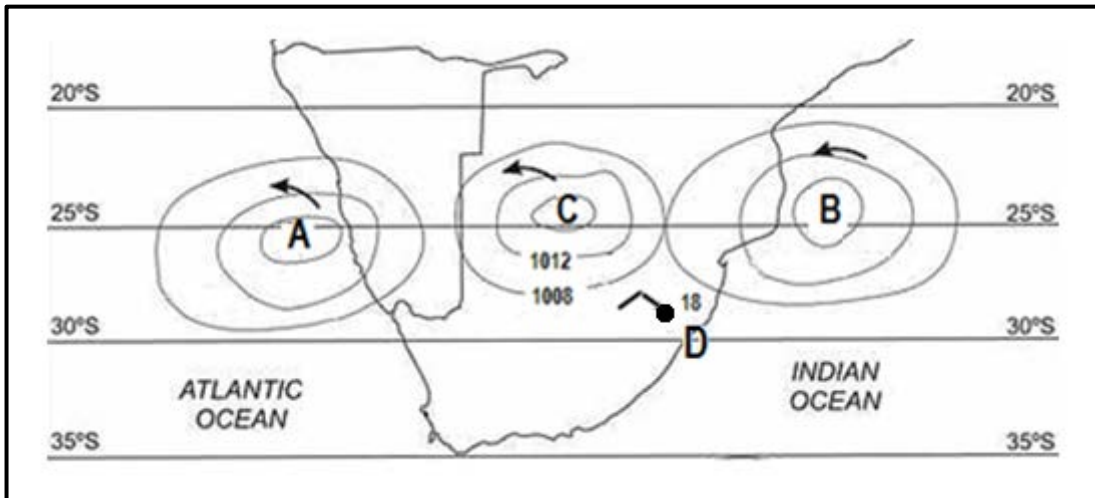 20°S 20°S
25°S 25°S
A C B
1012
1008
18
30°S D 30°S
ATLANTIC
OCEAN
INDIAN
OCEAN
35°S 35°S